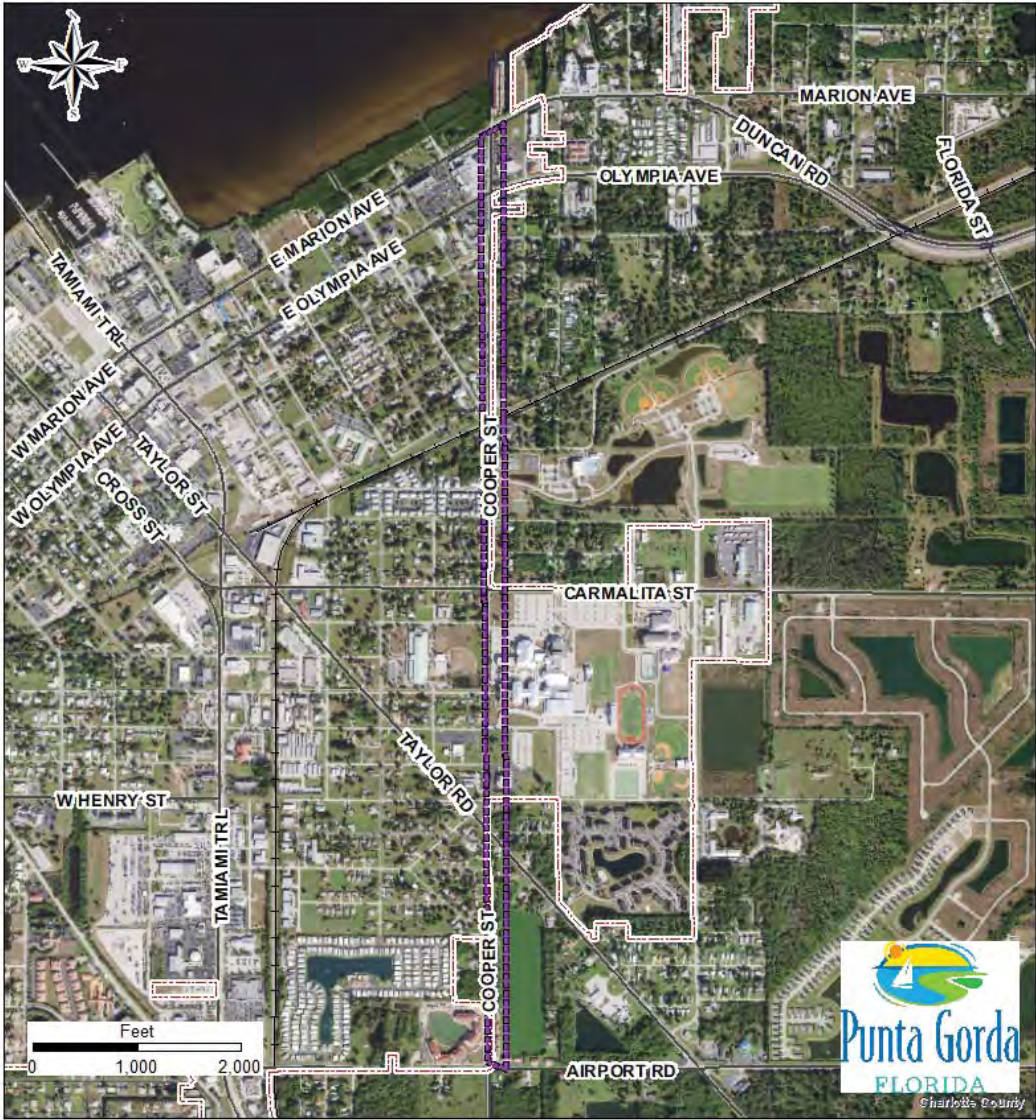 N
W
E
S
MARION AVE
DUNCAN RD
FLORIDA ST
OLYMPIA AVE
E MARION AVE
E OLYMPIA AVE
TAMIAMI TRL
W MARION AVE
W OLYMPIA AVE
TAYLOR ST
CROSS ST
COOPER ST
CARMALITA ST
TAYLOR RD
W HENRY ST
TAMIAMI TRL
COOPER ST
AIRPORT RD
Feet
0 1,000 2,000
Punta Gorda
FLORIDA
Charlotte County